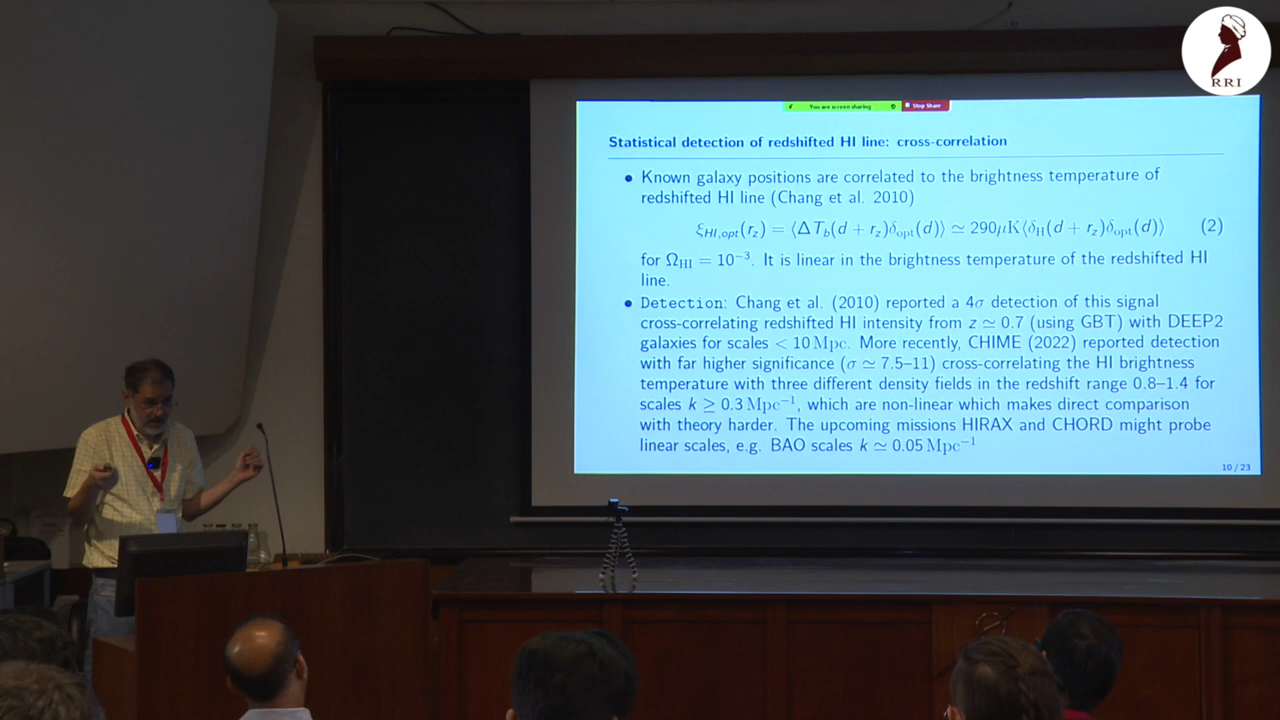 RRI
You are screen sharing
Stop Share
Statistical detection of redshifted HI line: cross-correlation
• Known galaxy positions are correlated to the brightness temperature of
redshifted HI line (Chang et al. 2010)
ξ_{HI,opt}(r_z) = ⟨ΔT_b(d + r_z)δ_{opt}(d)⟩ ≃ 290μK⟨δ_H(d + r_z)δ_{opt}(d)⟩ (2)
for Ω_{HI} = 10⁻³. It is linear in the brightness temperature of the redshifted HI
line.
• Detection: Chang et al. (2010) reported a 4σ detection of this signal
cross-correlating redshifted HI intensity from z ≃ 0.7 (using GBT) with DEEP2
galaxies for scales < 10 Mpc. More recently, CHIME (2022) reported detection
with far higher significance (σ ≃ 7.5–11) cross-correlating the HI brightness
temperature with three different density fields in the redshift range 0.8–1.4 for
scales k ≥ 0.3 Mpc⁻¹, which are non-linear which makes direct comparison
with theory harder. The upcoming missions HIRAX and CHORD might probe
linear scales, e.g. BAO scales k ≃ 0.05 Mpc⁻¹
10 / 23